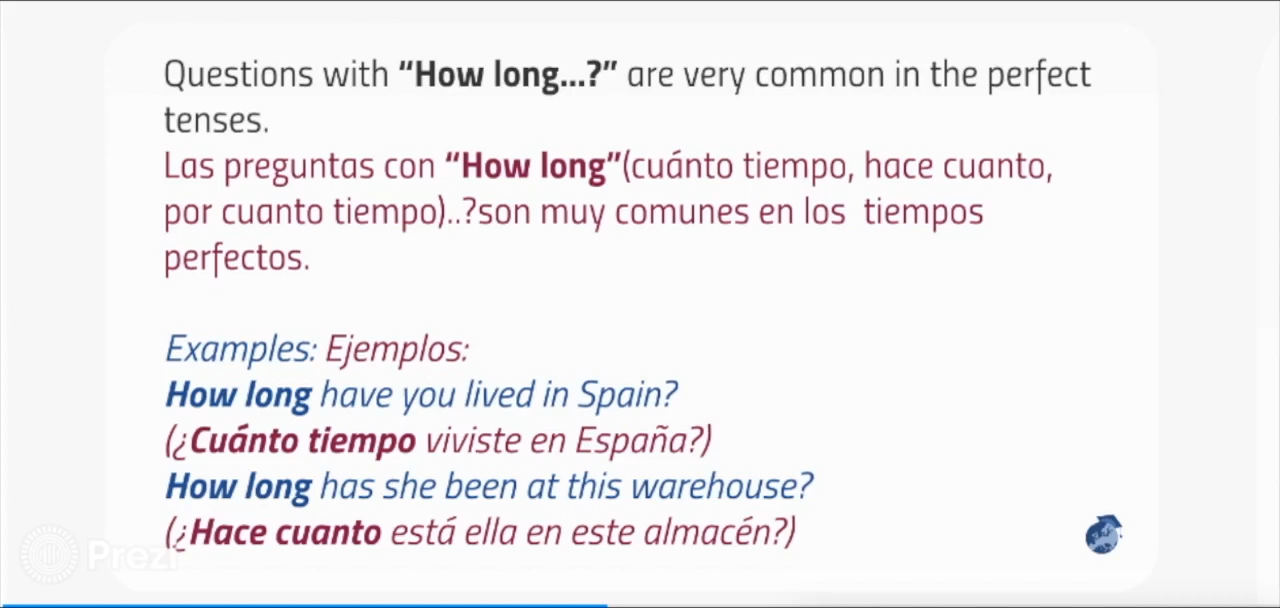 Questions with “How long...?” are very common in the perfect
tenses.
Las preguntas con “How long”(cuánto tiempo, hace cuanto,
por cuanto tiempo)..?son muy comunes en los tiempos
perfectos.
Examples: Ejemplos:
How long have you lived in Spain?
(¿Cuánto tiempo viviste en España?)
How long has she been at this warehouse?
(¿Hace cuanto está ella en este almacén?)
Prezi